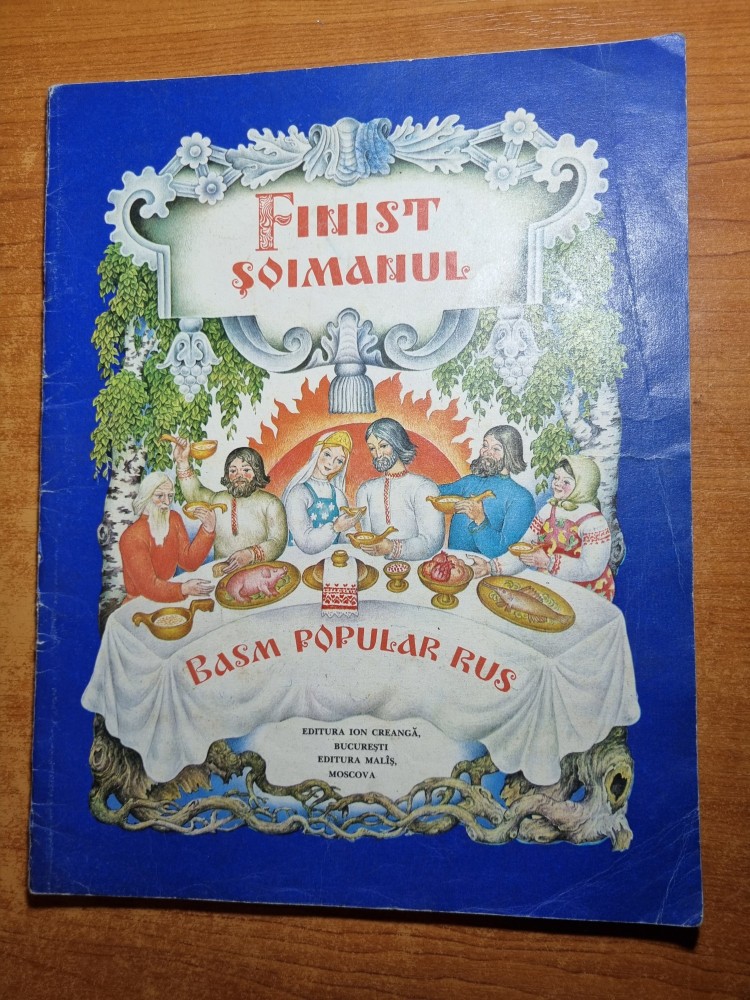 FINIST
ŞOIMANUL
BASM POPULAR RUS
EDITURA ION CREANGĂ,
BUCUREŞTI
EDITURA MALÎŞ,
MOSCOVA